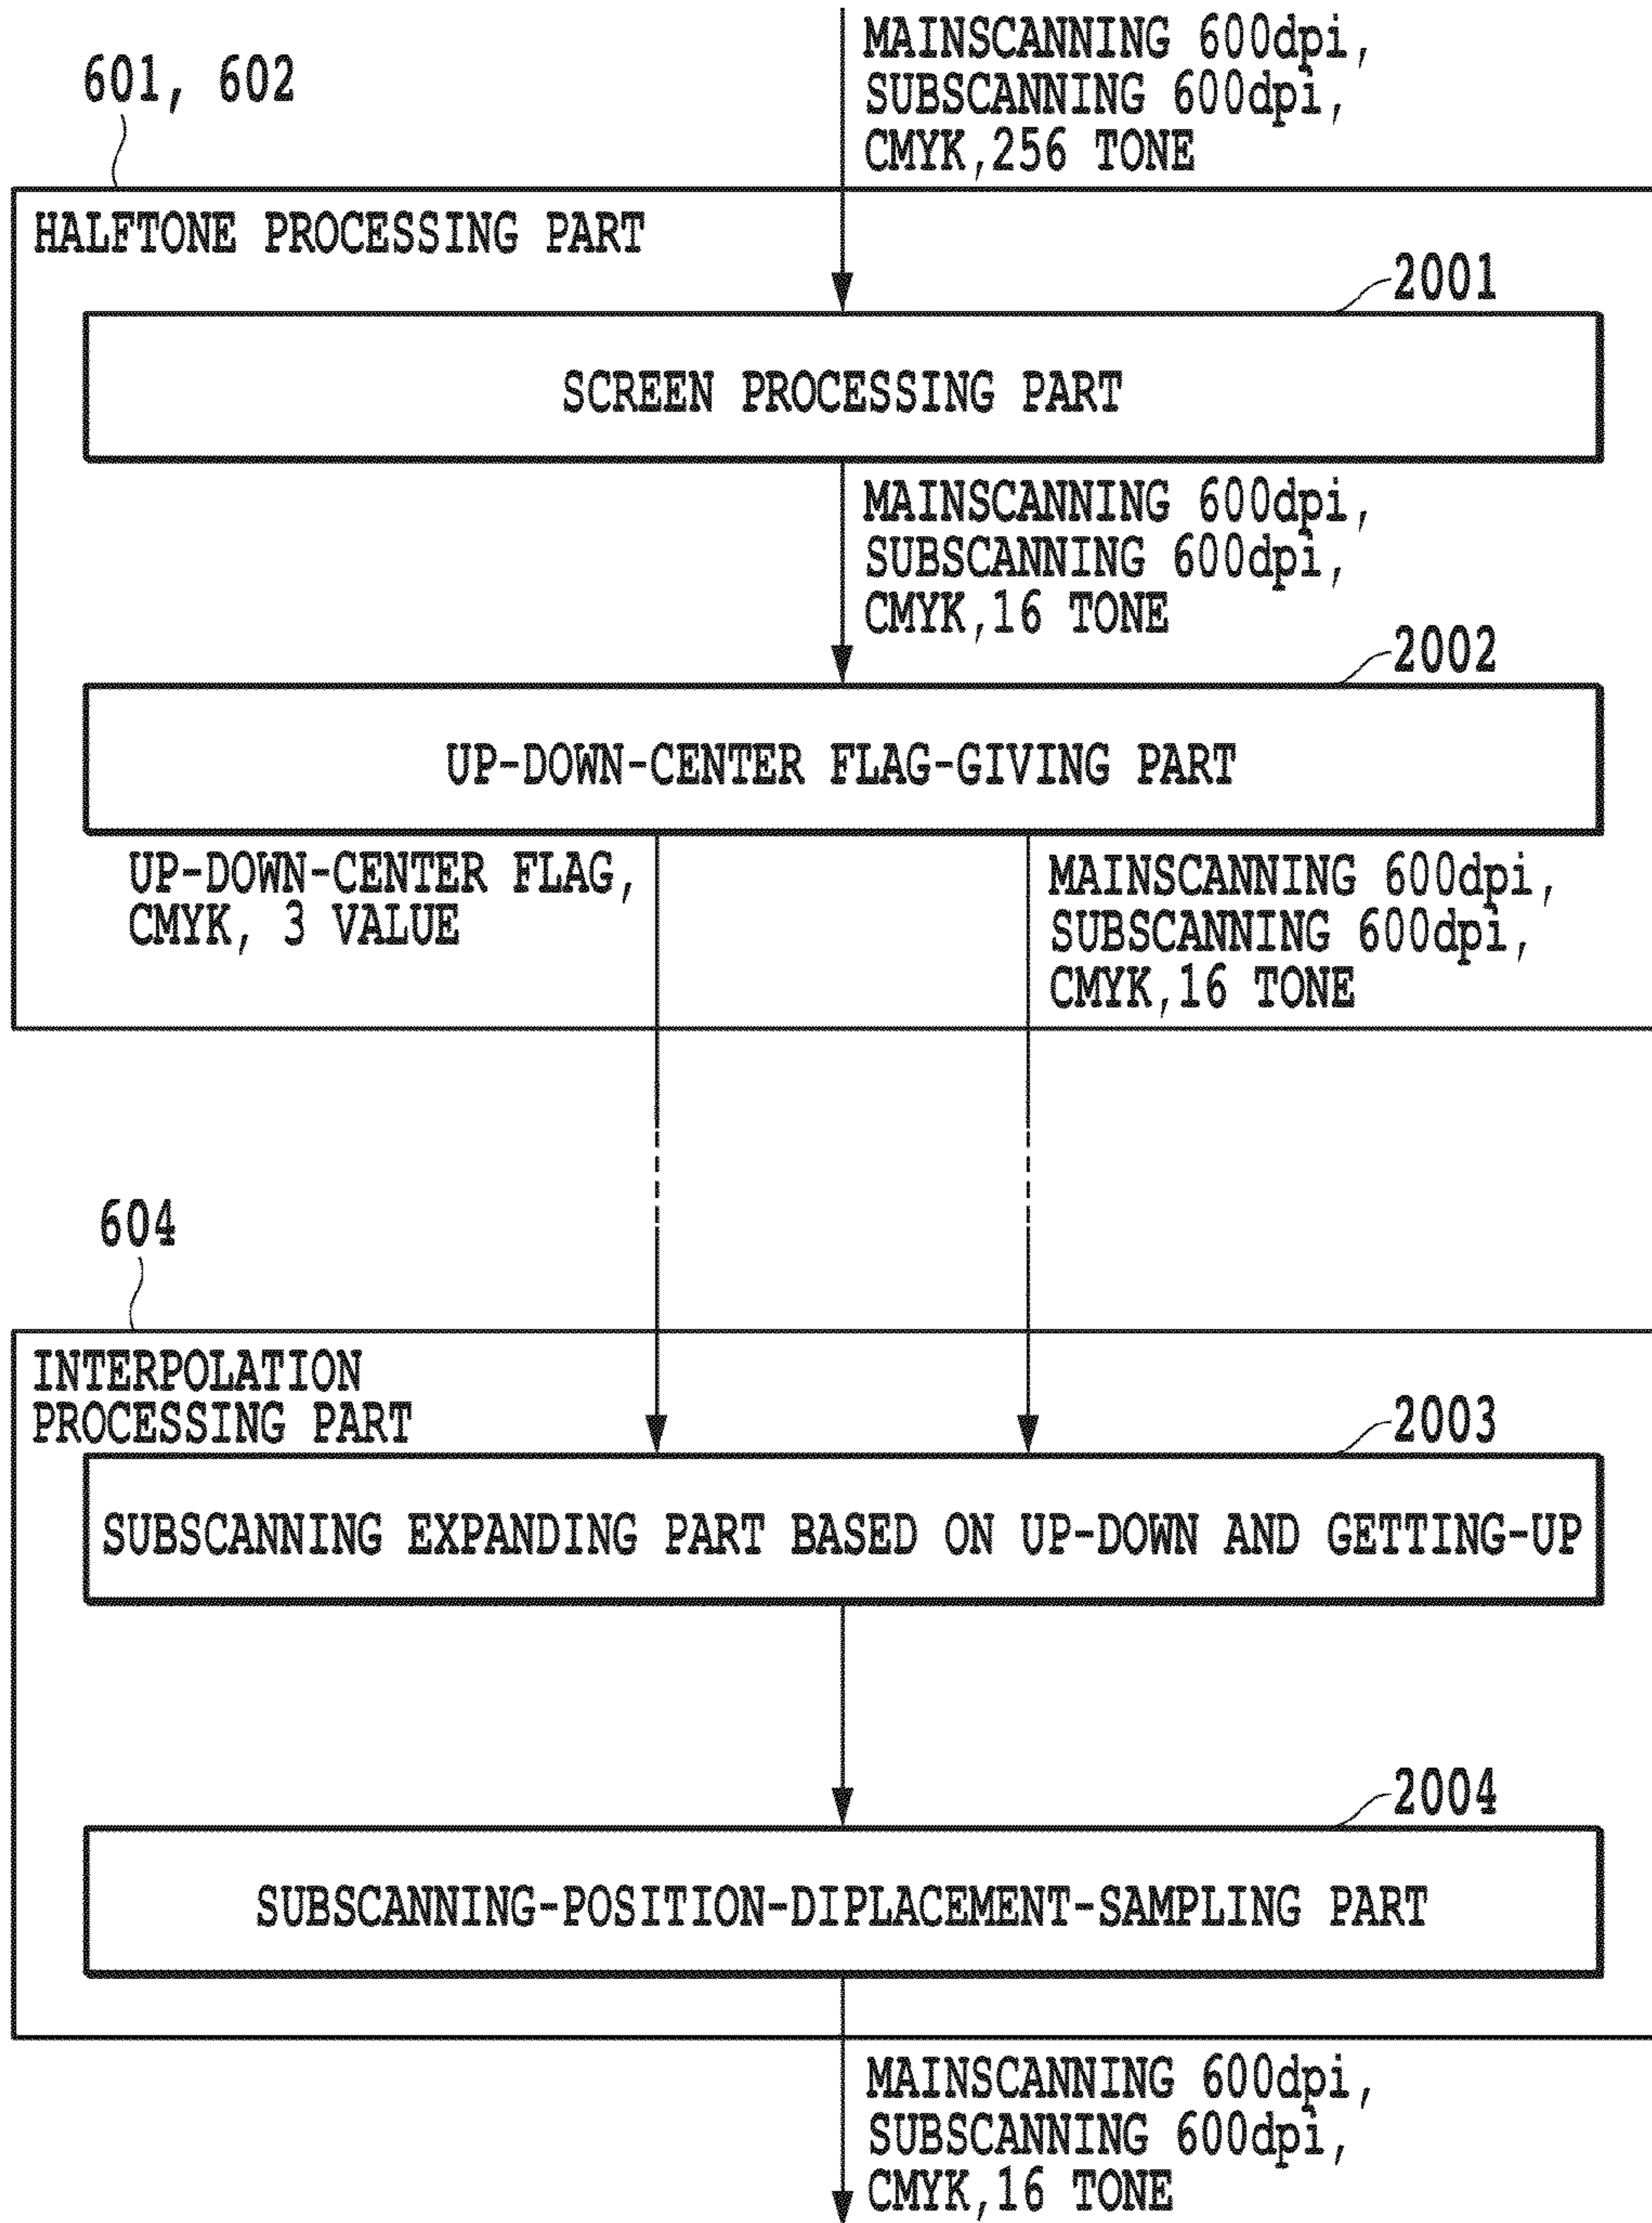 MAINSCANNING 600dpi,
SUBSCANNING 600dpi,
CMYK,256 TONE
601, 602
HALFTONE PROCESSING PART
2001
SCREEN PROCESSING PART
MAINSCANNING 600dpi,
SUBSCANNING 600dpi,
CMYK,16 TONE
2002
UP-DOWN-CENTER FLAG-GIVING PART
UP-DOWN-CENTER FLAG,
CMYK, 3 VALUE
MAINSCANNING 600dpi,
SUBSCANNING 600dpi,
CMYK,16 TONE
604
INTERPOLATION
PROCESSING PART
2003
SUBSCANNING EXPANDING PART BASED ON UP-DOWN AND GETTING-UP
2004
SUBSCANNING-POSITION-DIPLACEMENT-SAMPLING PART
MAINSCANNING 600dpi,
SUBSCANNING 600dpi,
CMYK,16 TONE